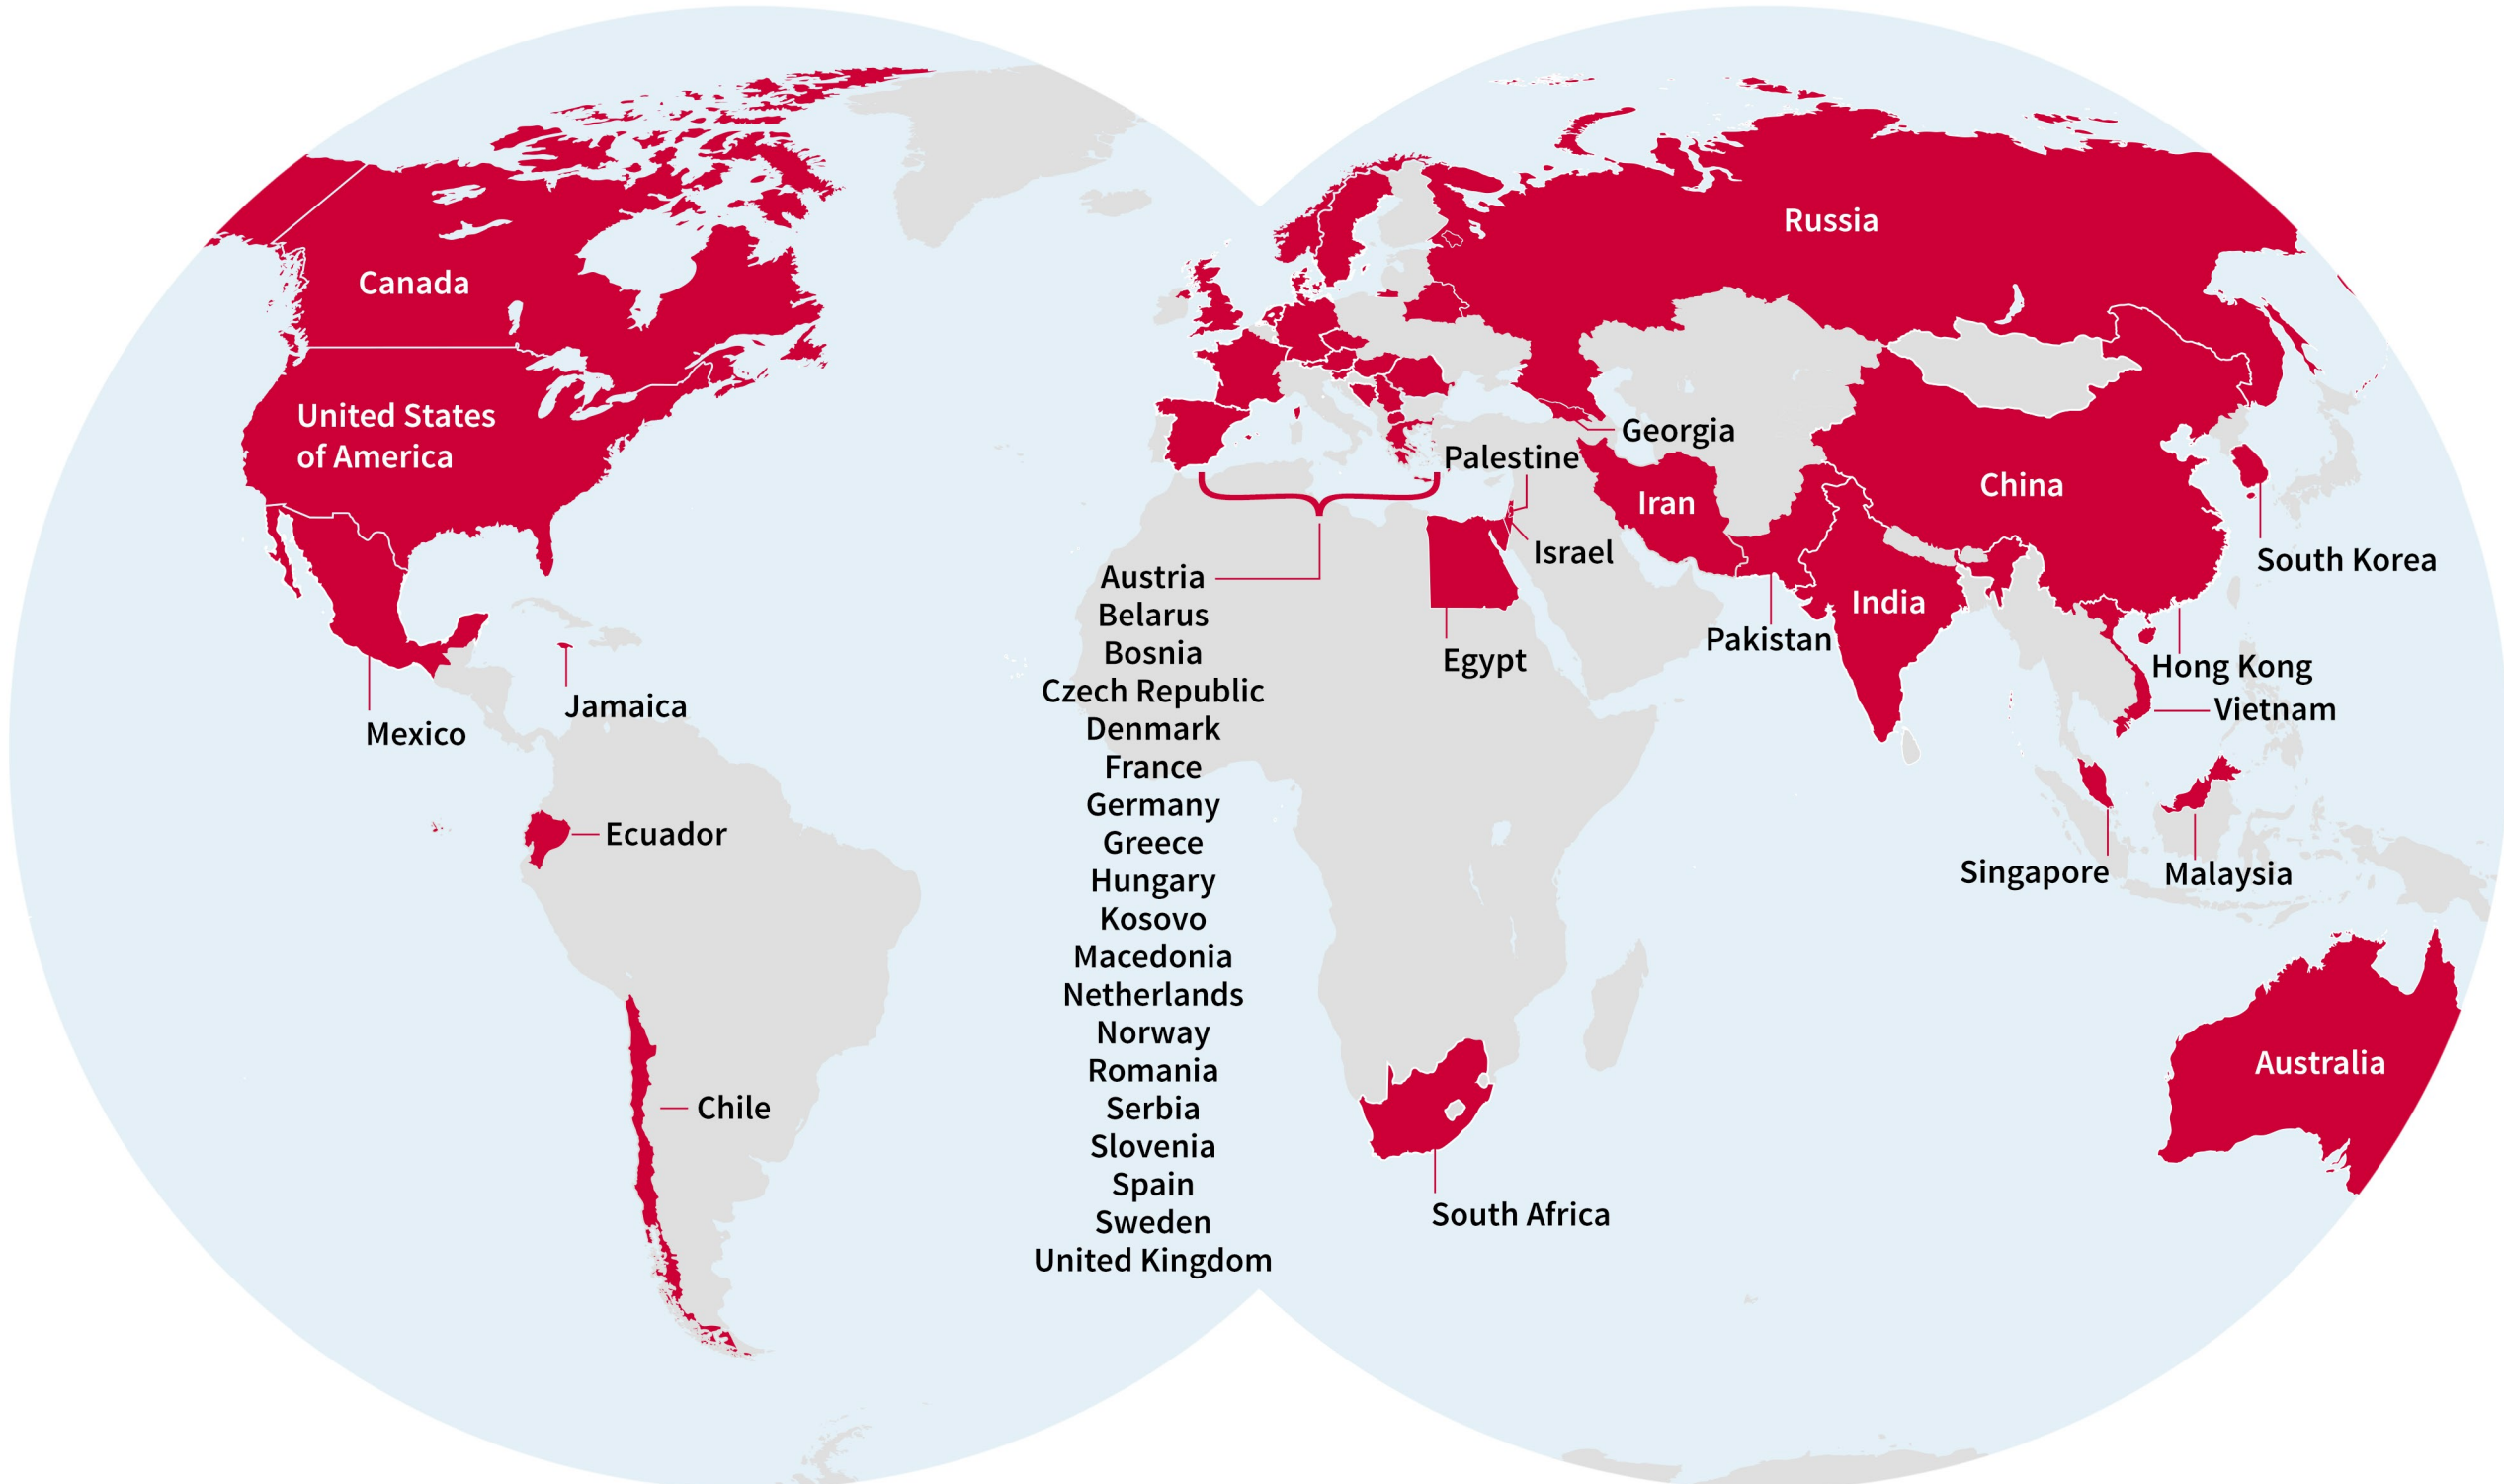 Canada
United States
of America
Mexico
Jamaica
Ecuador
Chile
Austria
Belarus
Bosnia
Czech Republic
Denmark
France
Germany
Greece
Hungary
Kosovo
Macedonia
Netherlands
Norway
Romania
Serbia
Slovenia
Spain
Sweden
United Kingdom
Russia
Georgia
Palestine
Iran
China
Israel
South Korea
India
Pakistan
Egypt
Hong Kong
Vietnam
Singapore
Malaysia
Australia
South Africa